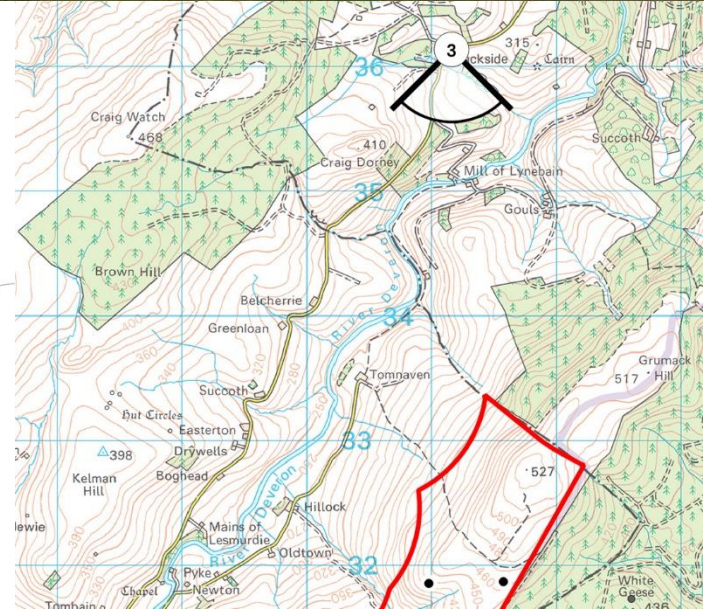 3
315
Cairn
36
Craig Watch
468
410
Craig Dorney
Succoth
Mill of Lynebain
35
Gouls
Brown Hill
Belcherrie
River Deveron
34
Greenloan
Tomnaven
Grumack
Hill
517
Succoth
Hut Circles
Easterton
33
Drywells
398
Boghead
Kelman
Hill
527
River Deveron
Hillock
Mains of
Lesmurdie
Oldtown
32
Pyke
Chapel
Newton
White
Geese